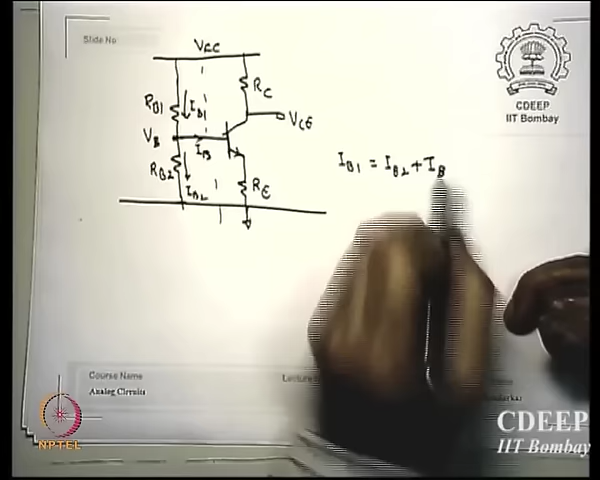 Slide No
CDEEP
IIT Bombay
VCC
RB1
IB1
RC
VCE
VB
IB
RB2
IB2
RE
IB1 = IB2 + IB
Course Name
Analog Circuits
NPTEL
CDEEP
IIT Bombay